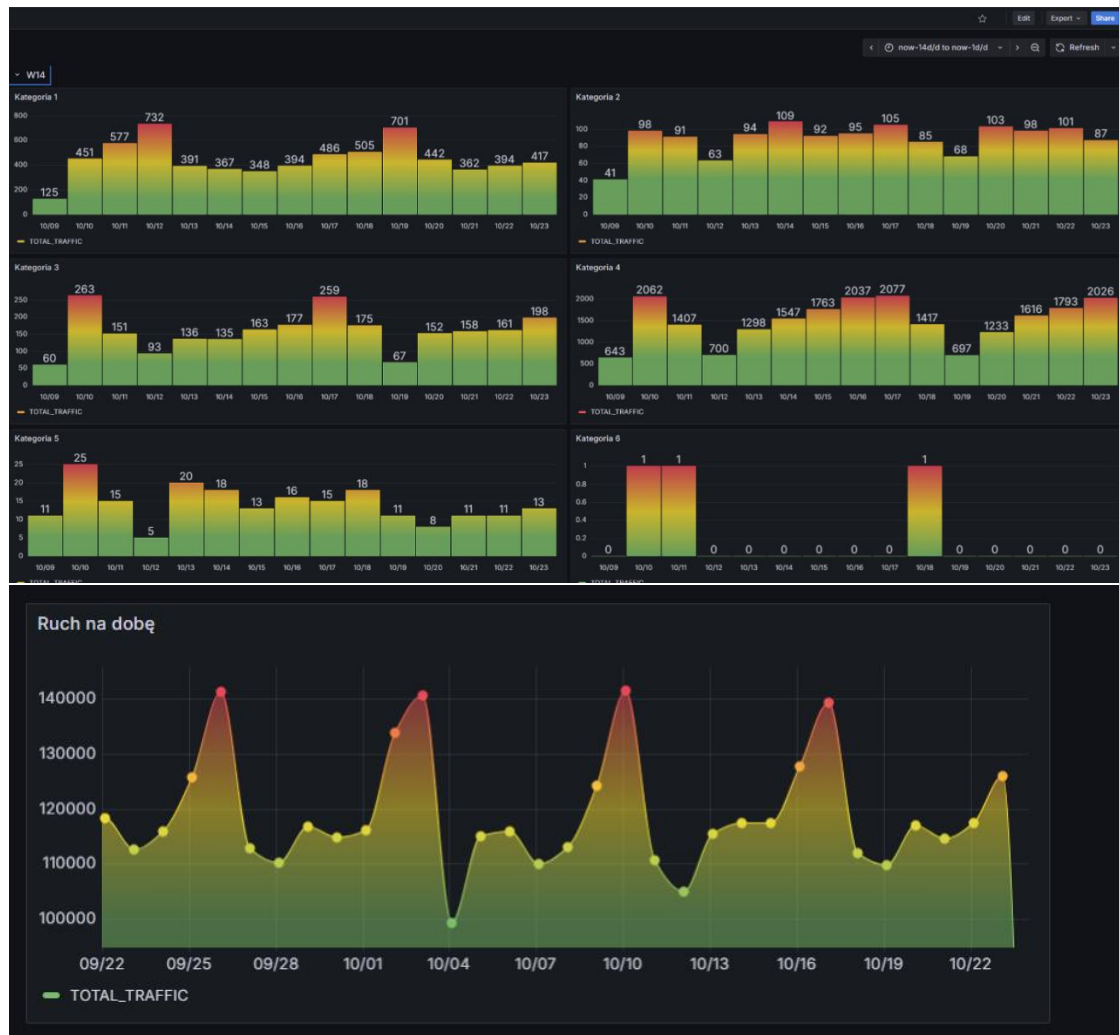 Edit Export Share
now-14d/d to now-1d/d Refresh
W14
Kategoria 1
800
600
400
200
0
125 451 577 732 391 367 348 394 486 505 701 442 362 394 417
10/09 10/10 10/11 10/12 10/13 10/14 10/15 10/16 10/17 10/18 10/19 10/20 10/21 10/22 10/23
TOTAL_TRAFFIC
Kategoria 2
100
80
60
40
20
0
41 98 91 63 94 109 92 95 105 85 68 103 98 101 87
10/09 10/10 10/11 10/12 10/13 10/14 10/15 10/16 10/17 10/18 10/19 10/20 10/21 10/22 10/23
TOTAL_TRAFFIC
Kategoria 3
250
200
150
100
50
0
60 263 151 93 136 135 163 177 259 175 67 152 158 161 198
10/09 10/10 10/11 10/12 10/13 10/14 10/15 10/16 10/17 10/18 10/19 10/20 10/21 10/22 10/23
TOTAL_TRAFFIC
Kategoria 4
2000
1500
1000
500
0
643 2062 1407 700 1298 1547 1763 2037 2077 1417 697 1233 1616 1793 2026
10/09 10/10 10/11 10/12 10/13 10/14 10/15 10/16 10/17 10/18 10/19 10/20 10/21 10/22 10/23
TOTAL_TRAFFIC
Kategoria 5
25
20
15
10
5
0
11 25 15 5 20 18 13 16 15 18 11 8 11 11 13
10/09 10/10 10/11 10/12 10/13 10/14 10/15 10/16 10/17 10/18 10/19 10/20 10/21 10/22 10/23
TOTAL_TRAFFIC
Kategoria 6
1
0.8
0.6
0.4
0.2
0
0 1 1 0 0 0 0 0 0 1 0 0 0 0 0
10/09 10/10 10/11 10/12 10/13 10/14 10/15 10/16 10/17 10/18 10/19 10/20 10/21 10/22 10/23
TOTAL_TRAFFIC
Ruch na dobę
140000
130000
120000
110000
100000
09/22 09/25 09/28 10/01 10/04 10/07 10/10 10/13 10/16 10/19 10/22
TOTAL_TRAFFIC